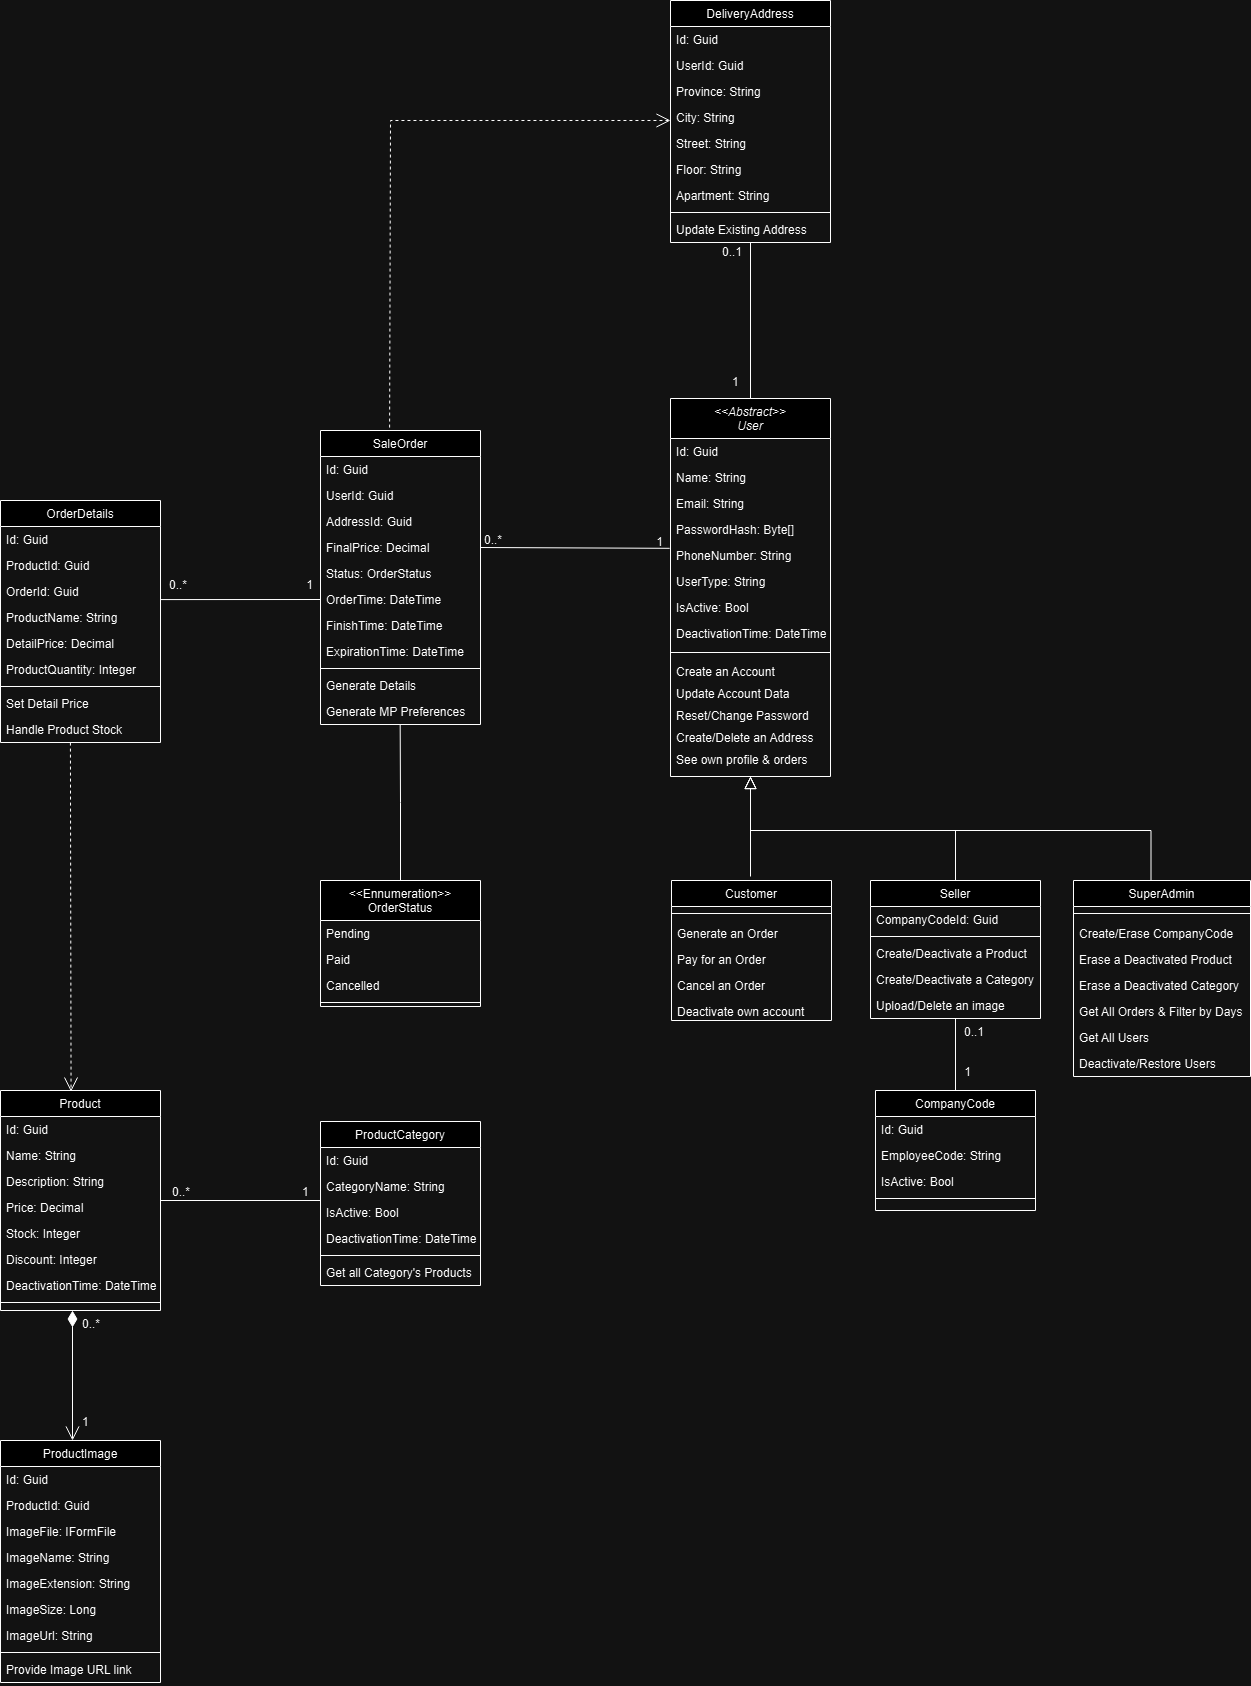 DeliveryAddress
Id: Guid
UserId: Guid
Province: String
City: String
Street: String
Floor: String
Apartment: String
Update Existing Address
0..1
1
<<Abstract>>
User
Id: Guid
Name: String
Email: String
PasswordHash: Byte[]
PhoneNumber: String
UserType: String
IsActive: Bool
DeactivationTime: DateTime
Create an Account
Update Account Data
Reset/Change Password
Create/Delete an Address
See own profile & orders
SaleOrder
Id: Guid
UserId: Guid
AddressId: Guid
FinalPrice: Decimal
Status: OrderStatus
OrderTime: DateTime
FinishTime: DateTime
ExpirationTime: DateTime
Generate Details
Generate MP Preferences
0..*
1
OrderDetails
Id: Guid
ProductId: Guid
OrderId: Guid
ProductName: String
DetailPrice: Decimal
ProductQuantity: Integer
Set Detail Price
Handle Product Stock
0..*
1
<<Ennumeration>>
OrderStatus
Pending
Paid
Cancelled
Customer
Generate an Order
Pay for an Order
Cancel an Order
Deactivate own account
Seller
CompanyCodeId: Guid
Create/Deactivate a Product
Create/Deactivate a Category
Upload/Delete an image
0..1
1
SuperAdmin
Create/Erase CompanyCode
Erase a Deactivated Product
Erase a Deactivated Category
Get All Orders & Filter by Days
Get All Users
Deactivate/Restore Users
CompanyCode
Id: Guid
EmployeeCode: String
IsActive: Bool
Product
Id: Guid
Name: String
Description: String
Price: Decimal
Stock: Integer
Discount: Integer
DeactivationTime: DateTime
0..*
1
ProductCategory
Id: Guid
CategoryName: String
IsActive: Bool
DeactivationTime: DateTime
Get all Category's Products
0..*
1
ProductImage
Id: Guid
ProductId: Guid
ImageFile: IFormFile
ImageName: String
ImageExtension: String
ImageSize: Long
ImageUrl: String
Provide Image URL link